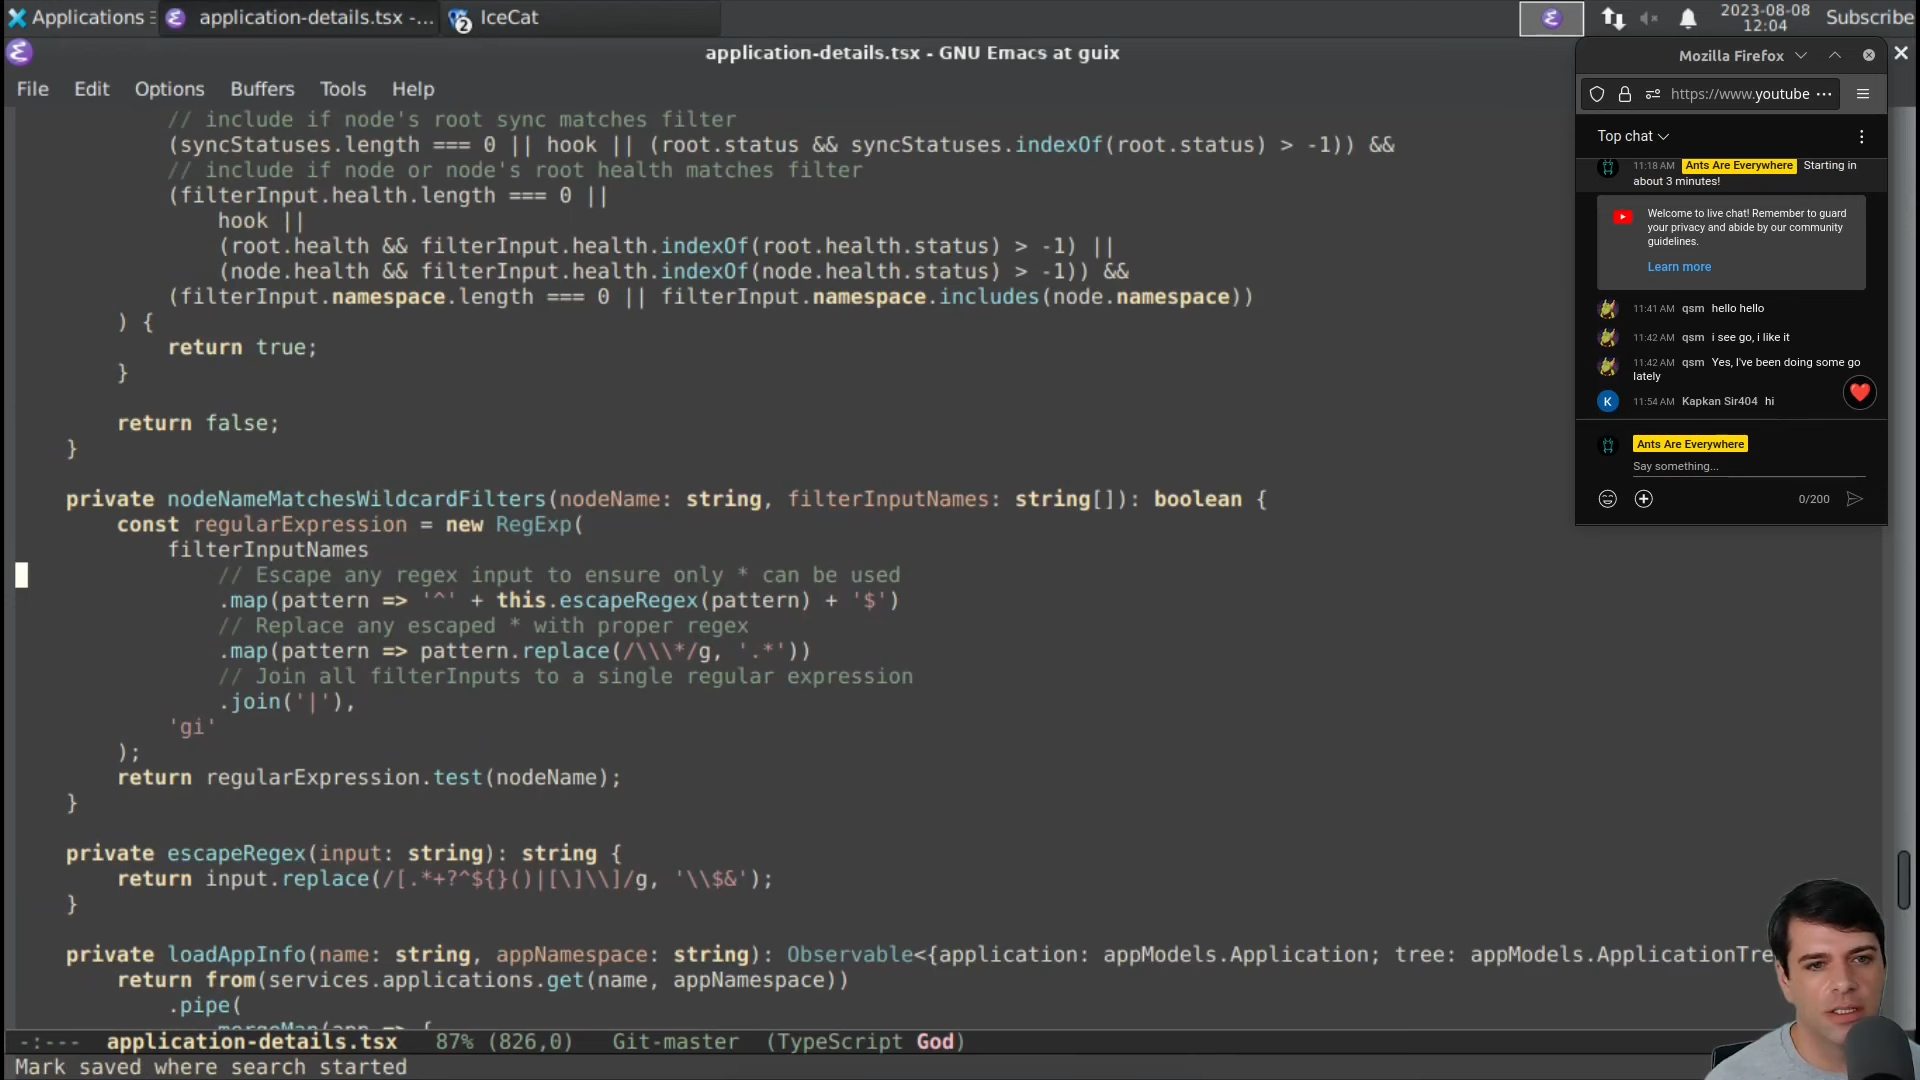 Applications
application-details.tsx -...
2
IceCat
2023-08-08
12:04
Subscribe
application-details.tsx - GNU Emacs at guix
File Edit Options Buffers Tools Help
// include if node's root sync matches filter
(syncStatuses.length === 0 || hook || (root.status && syncStatuses.indexOf(root.status) > -1)) &&
// include if node or node's root health matches filter
(filterInput.health.length === 0 ||
hook ||
(root.health && filterInput.health.indexOf(root.health.status) > -1) ||
(node.health && filterInput.health.indexOf(node.health.status) > -1)) &&
(filterInput.namespace.length === 0 || filterInput.namespace.includes(node.namespace))
) {
return true;
}
return false;
}
private nodeNameMatchesWildcardFilters(nodeName: string, filterInputNames: string[]): boolean {
const regularExpression = new RegExp(
filterInputNames
// Escape any regex input to ensure only * can be used
.map(pattern => '^' + this.escapeRegex(pattern) + '$')
// Replace any escaped * with proper regex
.map(pattern => pattern.replace(/\\\*/g, '.*'))
// Join all filterInputs to a single regular expression
.join('|'),
'gi'
);
return regularExpression.test(nodeName);
}
private escapeRegex(input: string): string {
return input.replace(/[.*+?^${}()|[\]\\]/g, '\\$&');
}
private loadAppInfo(name: string, appNamespace: string): Observable<{application: appModels.Application; tree: appModels.ApplicationTre
return from(services.applications.get(name, appNamespace))
.pipe(
mergeMap(app => {
-:--- application-details.tsx 87% (826,0) Git-master (TypeScript God)
Mark saved where search started
Mozilla Firefox
https://www.youtube ...
Top chat
11:18 AM Ants Are Everywhere Starting in
about 3 minutes!
Welcome to live chat! Remember to guard
your privacy and abide by our community
guidelines.
Learn more
11:41 AM qsm hello hello
11:42 AM qsm i see go, i like it
11:42 AM qsm Yes, I've been doing some go
lately
K 11:54 AM Kapkan Sir404 hi
Ants Are Everywhere
Say something...
0/200